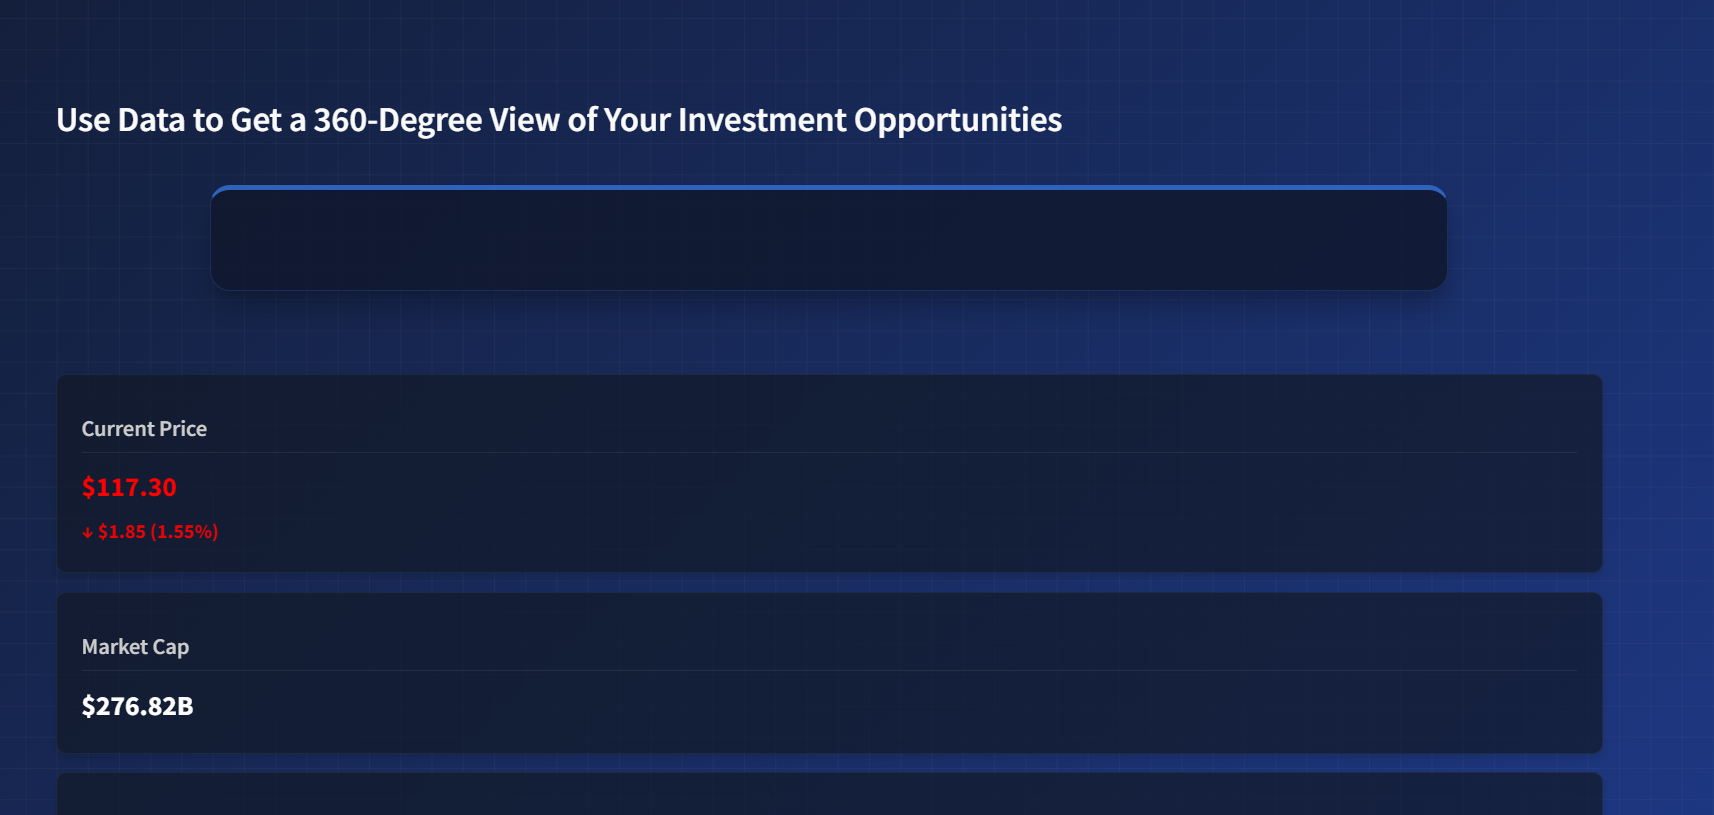 Use Data to Get a 360-Degree View of Your Investment Opportunities
Current Price
$117.30
↓ $1.85 (1.55%)
Market Cap
$276.82B